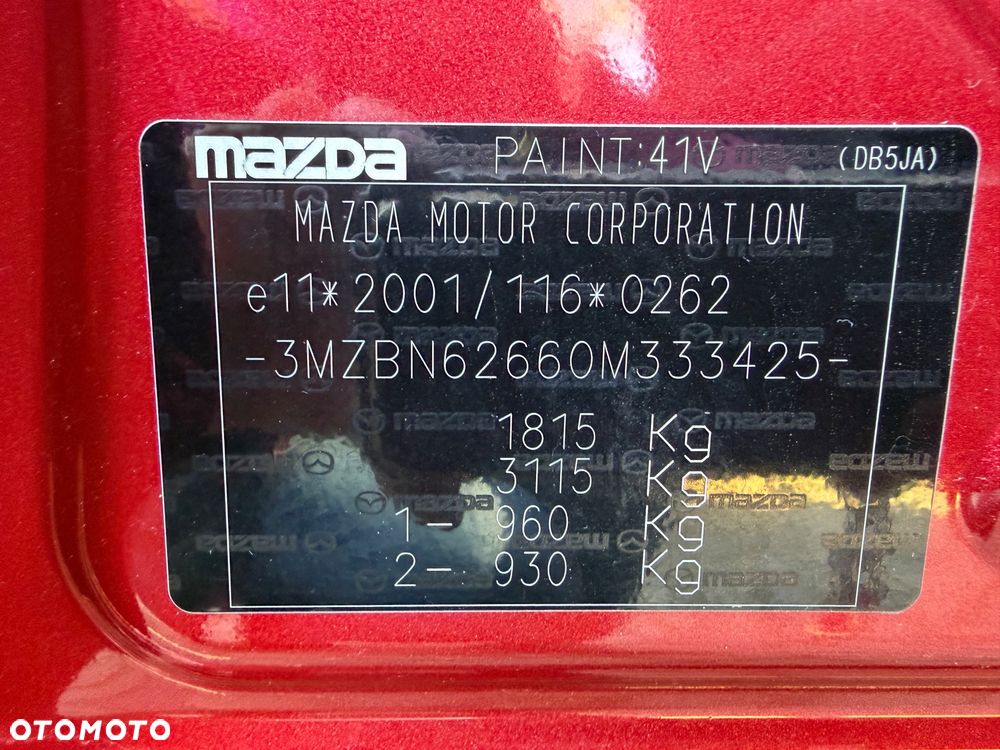 mazda PAINT:41V (DB5JA)
MAZDA MOTOR CORPORATION
e11*2001/116*0262
-3MZBN62660M333425-
1815 Kg
3115 Kg
1- 960 Kg
2- 930 Kg
OTOMOTO